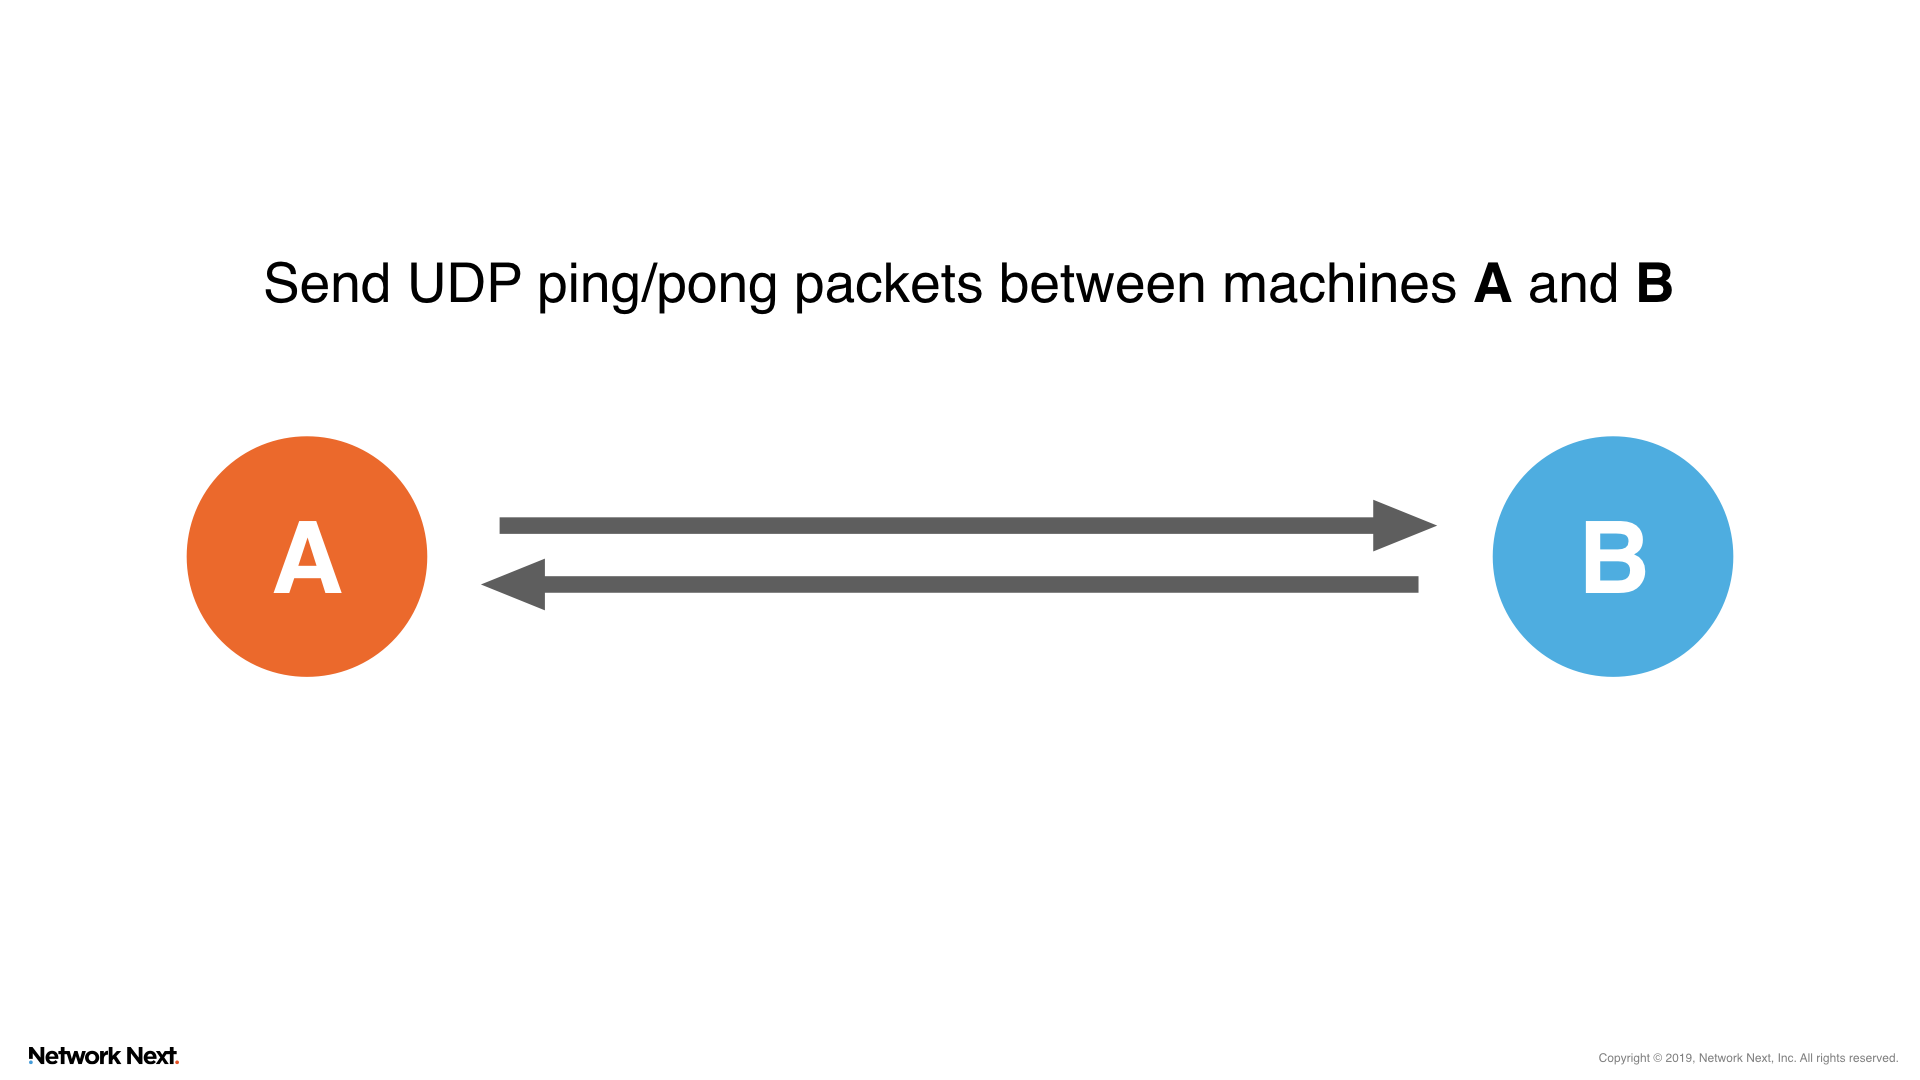 Send UDP ping/pong packets between machines A and B
A
B
Network Next.
Copyright © 2019, Network Next, Inc. All rights reserved.